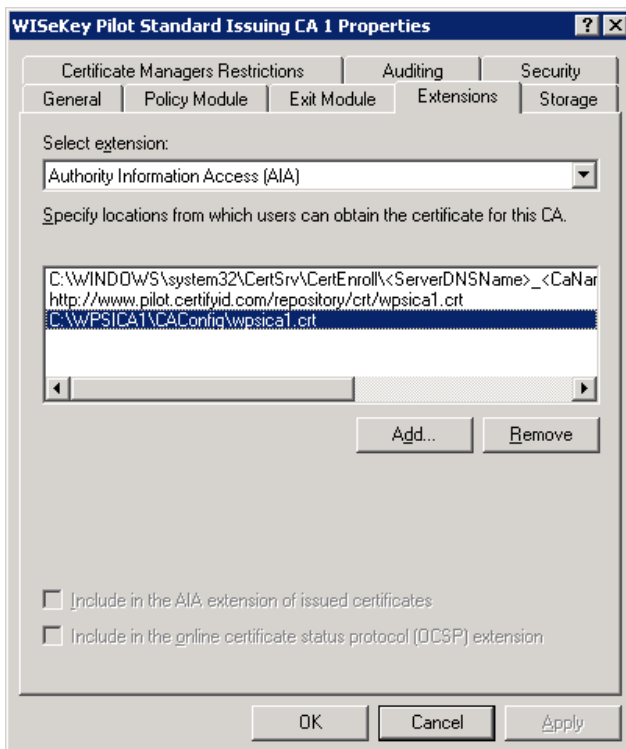 WISeKey Pilot Standard Issuing CA 1 Properties
Certificate Managers Restrictions Auditing Security
General Policy Module Exit Module Extensions Storage
Select extension:
Authority Information Access (AIA)
Specify locations from which users can obtain the certificate for this CA.
C:\WINDOWS\system32\CertSrv\CertEnroll\<ServerDNSName>_<CaNar
http://www.pilot.certifyid.com/repository/crt/wpsica1.crt
C:\WPSICA1\CAConfig\wpsica1.crt
Add... Remove
Include in the AIA extension of issued certificates
Include in the online certificate status protocol (OCSP) extension
OK Cancel Apply